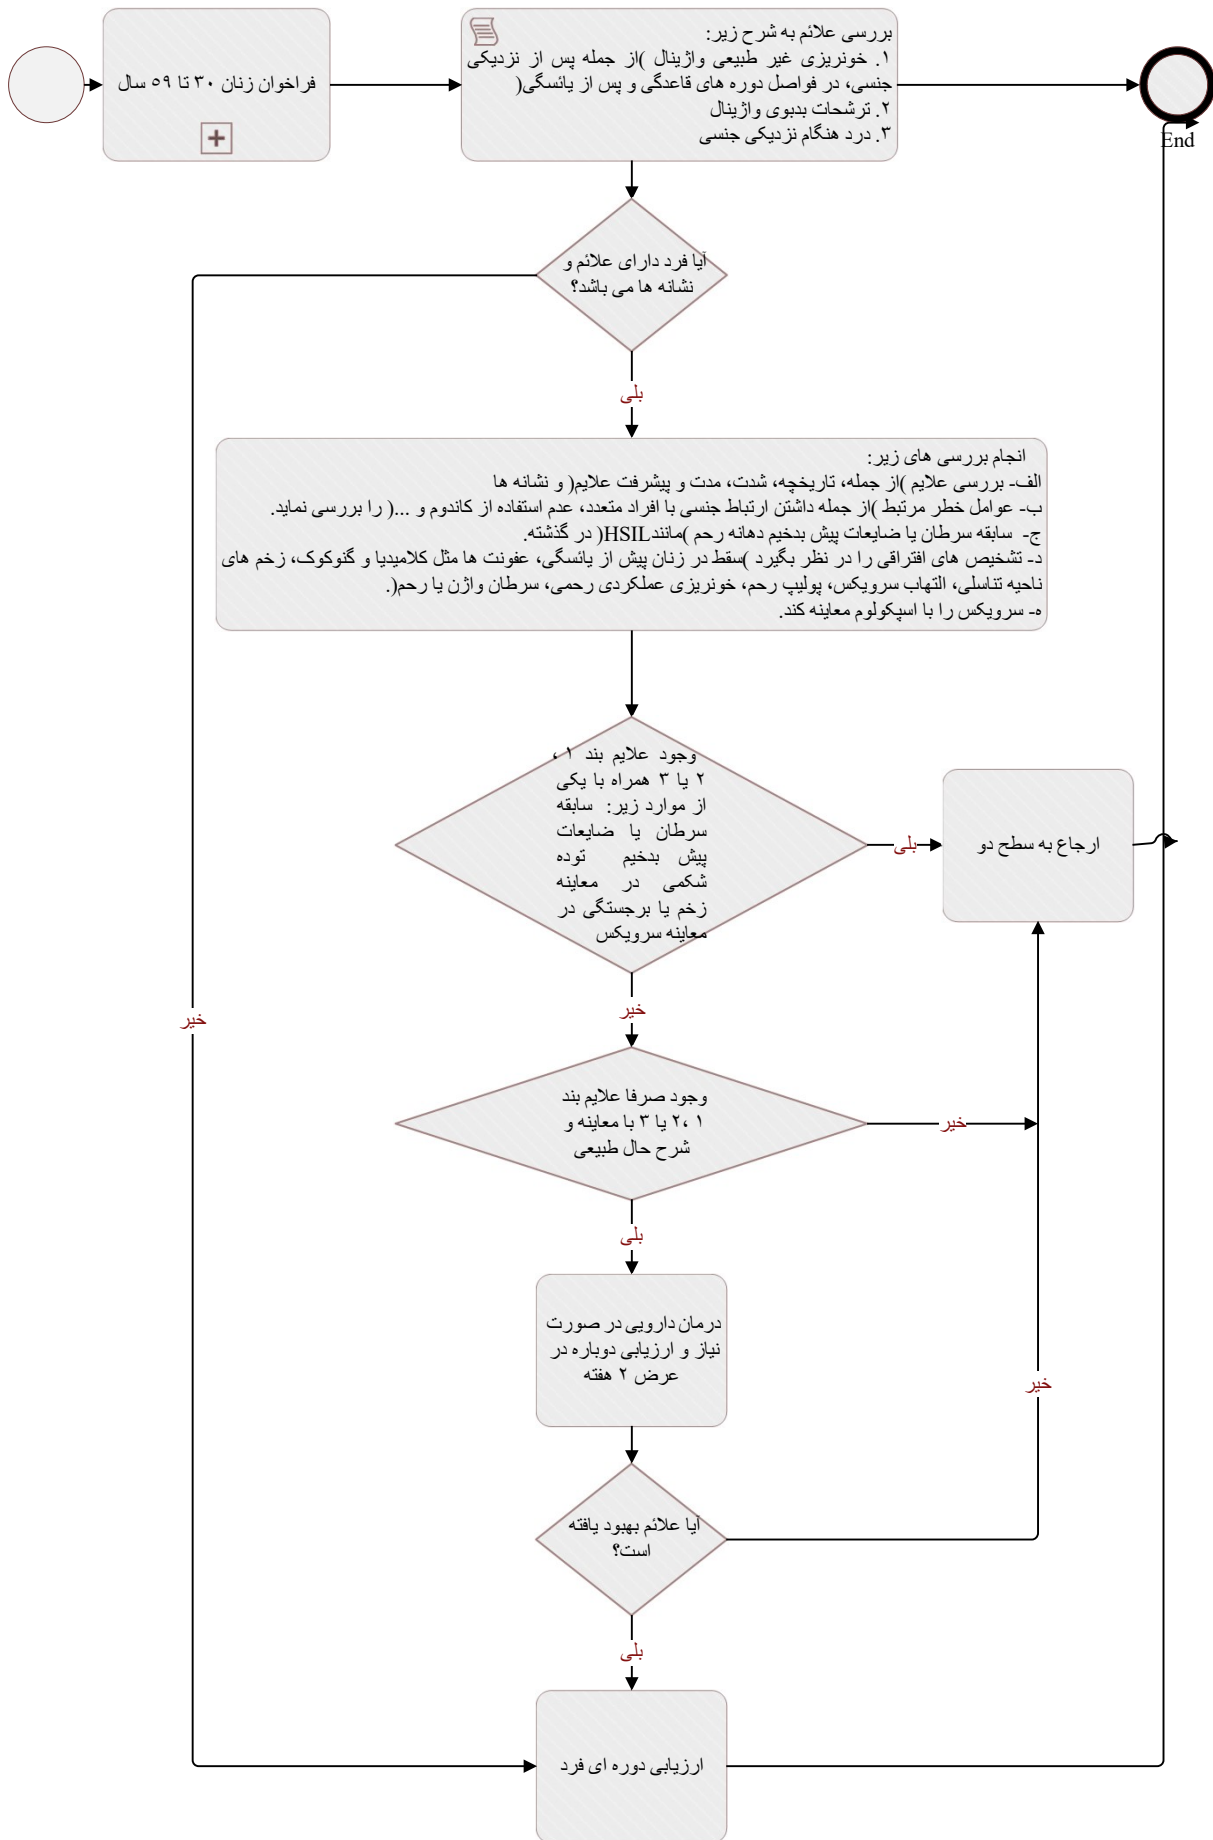 فراخوان زنان ۳۰ تا ۵۹ سال
بررسی علائم به شرح زیر:
۱. خونریزی غیر طبیعی واژینال )از جمله پس از نزدیکی
جنسی، در فواصل دوره های قاعدگی و پس از یائسگی(
۲. ترشحات بدبوی واژینال
۳. درد هنگام نزدیکی جنسی
End
آیا فرد دارای علائم و
نشانه ها می باشد؟
بلی
انجام بررسی های زیر:
الف- بررسی علایم )از جمله، تاریخچه، شدت، مدت و پیشرفت علایم( و نشانه ها
ب- عوامل خطر مرتبط )از جمله داشتن ارتباط جنسی با افراد متعدد، عدم استفاده از کاندوم و ...( را بررسی نماید.
ج- سابقه سرطان یا ضایعات پیش بدخیم دهانه رحم )مانندHSIL( در گذشته.
د- تشخیص های افتراقی را در نظر بگیرد )سقط در زنان پیش از یائسگی، عفونت ها مثل کلامیدیا و گنوکوک، زخم های
ناحیه تناسلی، التهاب سرویکس، پولیپ رحم، خونریزی عملکردی رحمی، سرطان واژن یا رحم(.
ه- سرویکس را با اسپکولوم معاینه کند.
وجود علایم بند ۱ ،
۲ یا ۳ همراه با یکی
از موارد زیر: سابقه
سرطان یا ضایعات
پیش بدخیم توده
شکمی در معاینه
زخم یا برجستگی در
معاینه سرویکس
بلی
ارجاع به سطح دو
خیر
خیر
وجود صرفا علایم بند
۱ ،۲ یا ۳ با معاینه و
شرح حال طبیعی
خیر
بلی
درمان دارویی در صورت
نیاز و ارزیابی دوباره در
عرض ۲ هفته
خیر
آیا علائم بهبود یافته
است؟
بلی
ارزیابی دوره ای فرد